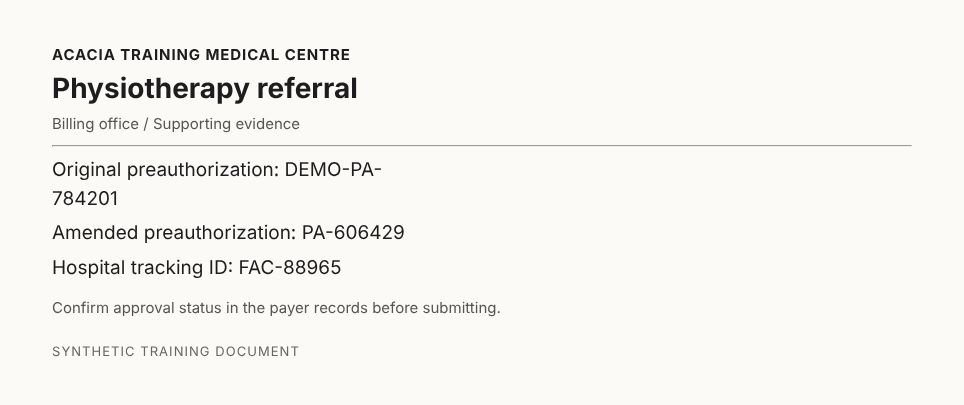 ACACIA TRAINING MEDICAL CENTRE
Physiotherapy referral
Billing office / Supporting evidence
Original preauthorization: DEMO-PA-
784201
Amended preauthorization: PA-606429
Hospital tracking ID: FAC-88965
Confirm approval status in the payer records before submitting.
SYNTHETIC TRAINING DOCUMENT